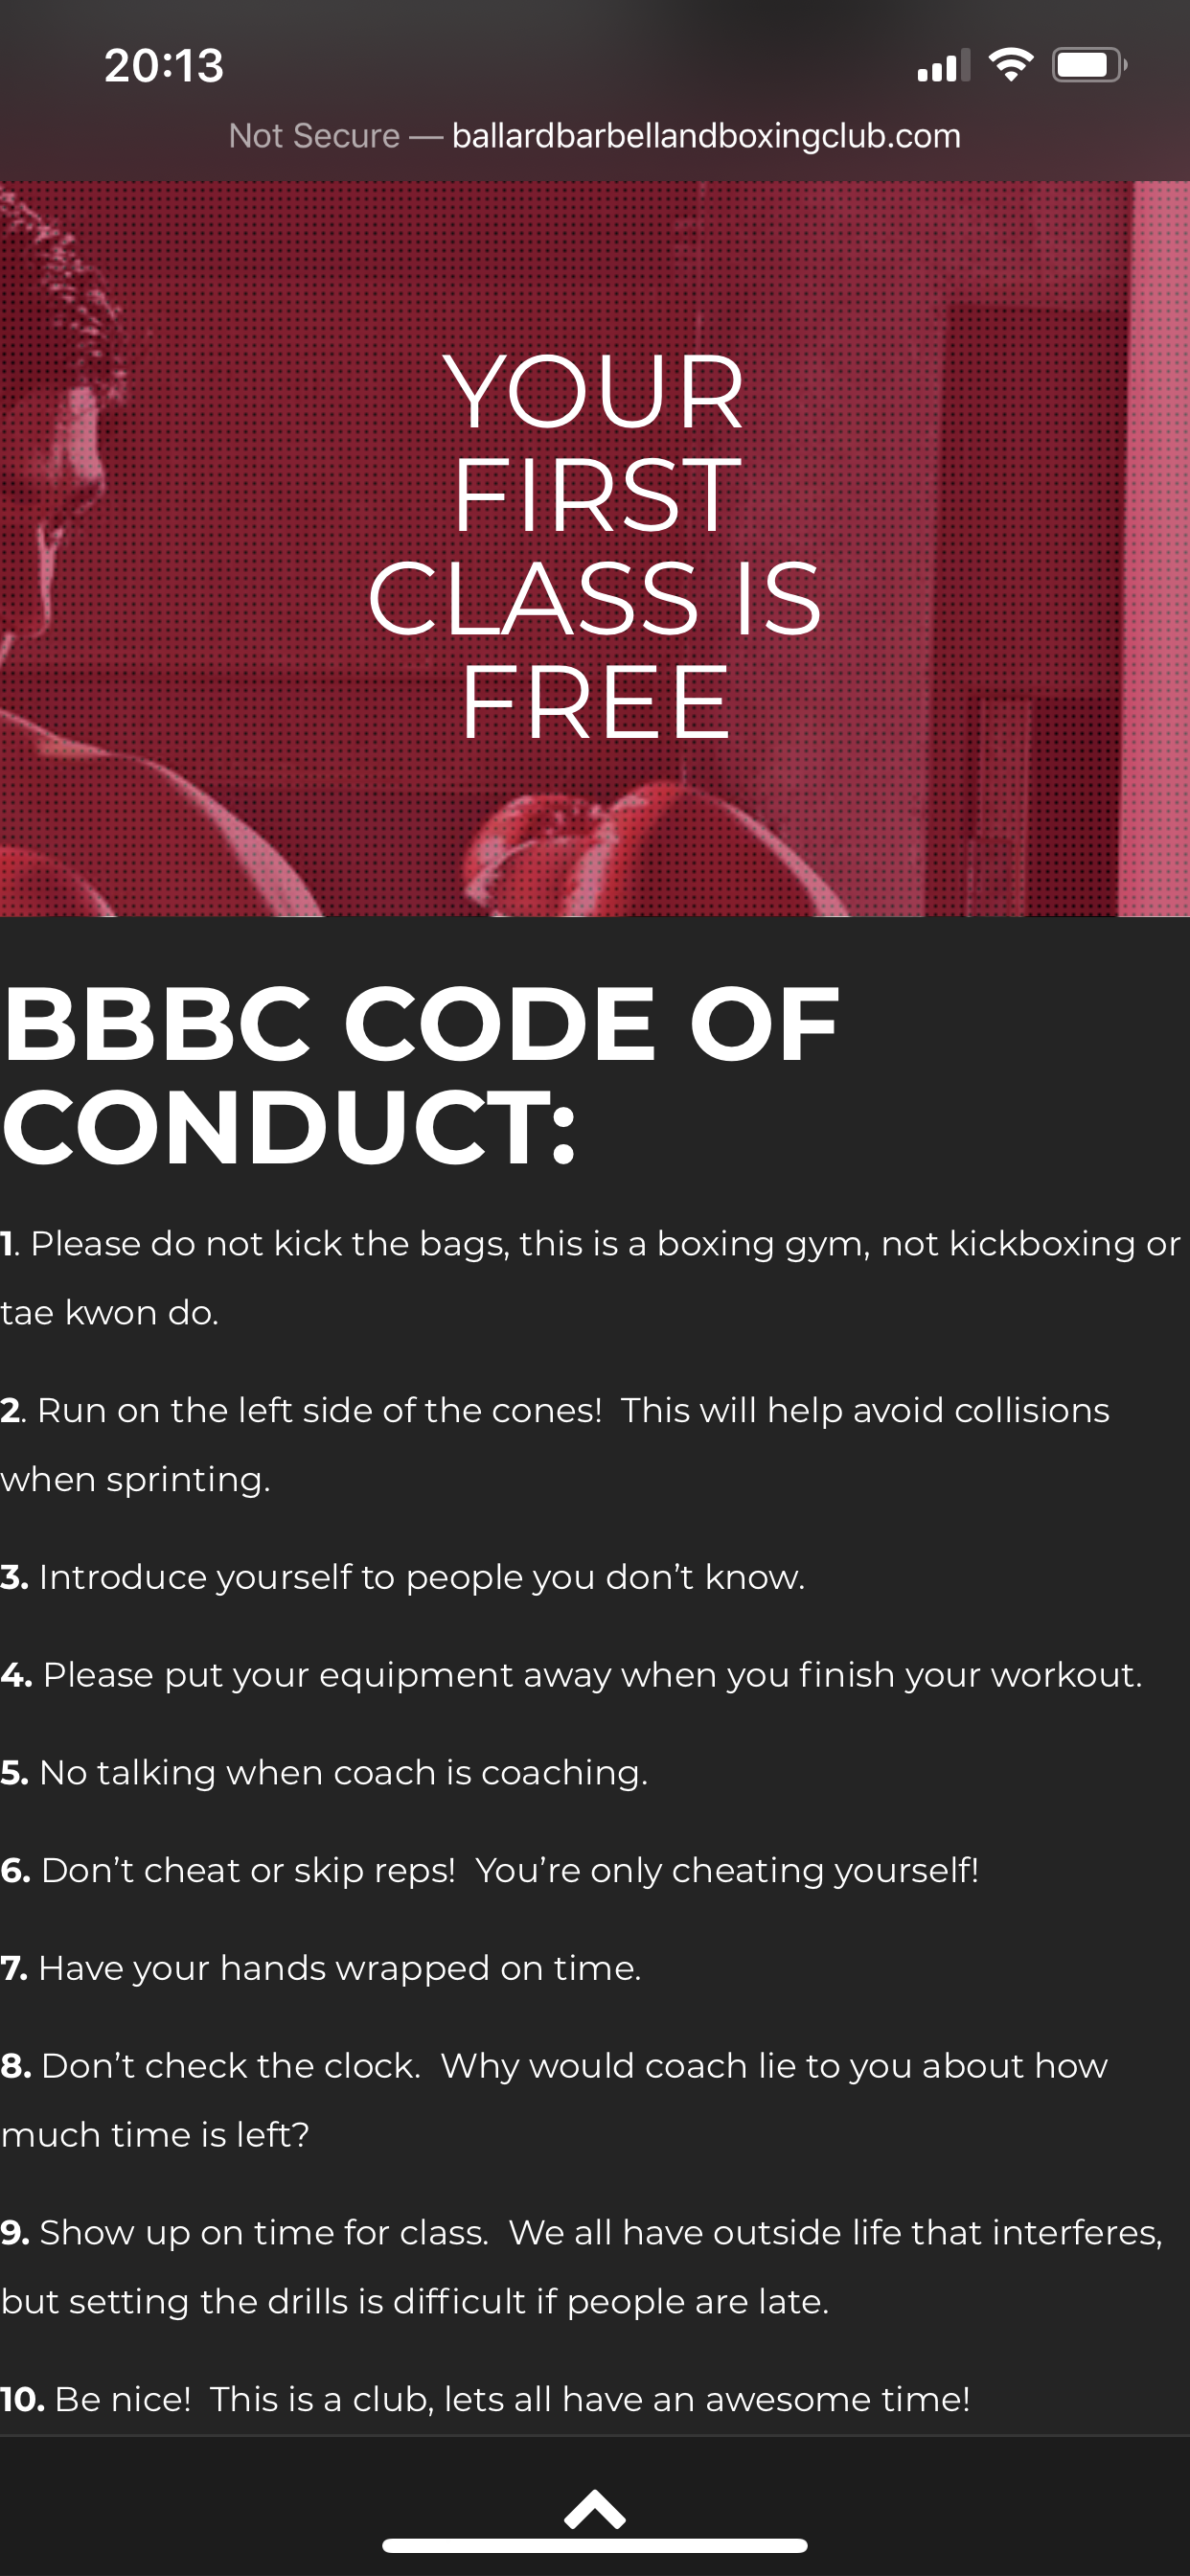 20:13
Not Secure — ballardbarbellandboxingclub.com
YOUR
FIRST
CLASS IS
FREE
BBBC CODE OF
CONDUCT:
1. Please do not kick the bags, this is a boxing gym, not kickboxing or
tae kwon do.
2. Run on the left side of the cones!  This will help avoid collisions
when sprinting.
3. Introduce yourself to people you don’t know.
4. Please put your equipment away when you finish your workout.
5. No talking when coach is coaching.
6. Don’t cheat or skip reps!  You’re only cheating yourself!
7. Have your hands wrapped on time.
8. Don’t check the clock.  Why would coach lie to you about how
much time is left?
9. Show up on time for class.  We all have outside life that interferes,
but setting the drills is difficult if people are late.
10. Be nice!  This is a club, lets all have an awesome time!